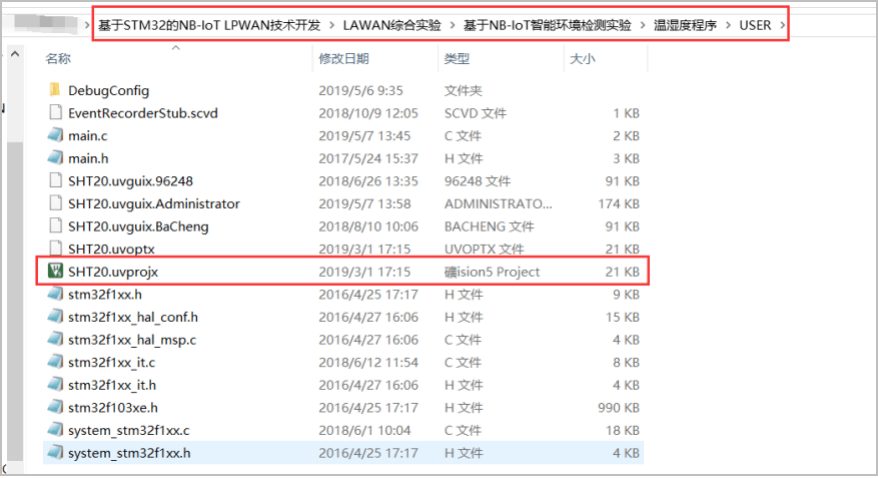 基于STM32的NB-IoT LPWAN技术开发 › LAWAN综合实验 › 基于NB-IoT智能环境检测实验 › 温湿度程序 › USER ›
名称 修改日期 类型 大小
DebugConfig 2019/5/6 9:35 文件夹
EventRecorderStub.scvd 2018/10/9 12:05 SCVD 文件 1 KB
main.c 2019/5/7 13:45 C 文件 2 KB
main.h 2017/5/24 15:37 H 文件 3 KB
SHT20.uvguix.96248 2018/6/26 13:35 96248 文件 91 KB
SHT20.uvguix.Administrator 2019/5/7 13:58 ADMINISTRATO... 174 KB
SHT20.uvguix.BaCheng 2018/8/10 10:06 BACHENG 文件 91 KB
SHT20.uvoptx 2019/3/1 17:15 UVOPTX 文件 21 KB
SHT20.uvprojx 2019/3/1 17:15 礦ision5 Project 21 KB
stm32f1xx.h 2016/4/25 17:17 H 文件 9 KB
stm32f1xx_hal_conf.h 2016/4/27 16:06 H 文件 15 KB
stm32f1xx_hal_msp.c 2016/4/27 16:06 C 文件 4 KB
stm32f1xx_it.c 2018/6/12 11:54 C 文件 8 KB
stm32f1xx_it.h 2016/4/27 16:06 H 文件 4 KB
stm32f103xe.h 2016/4/25 17:17 H 文件 990 KB
system_stm32f1xx.c 2018/6/1 10:04 C 文件 18 KB
system_stm32f1xx.h 2016/4/25 17:17 H 文件 4 KB